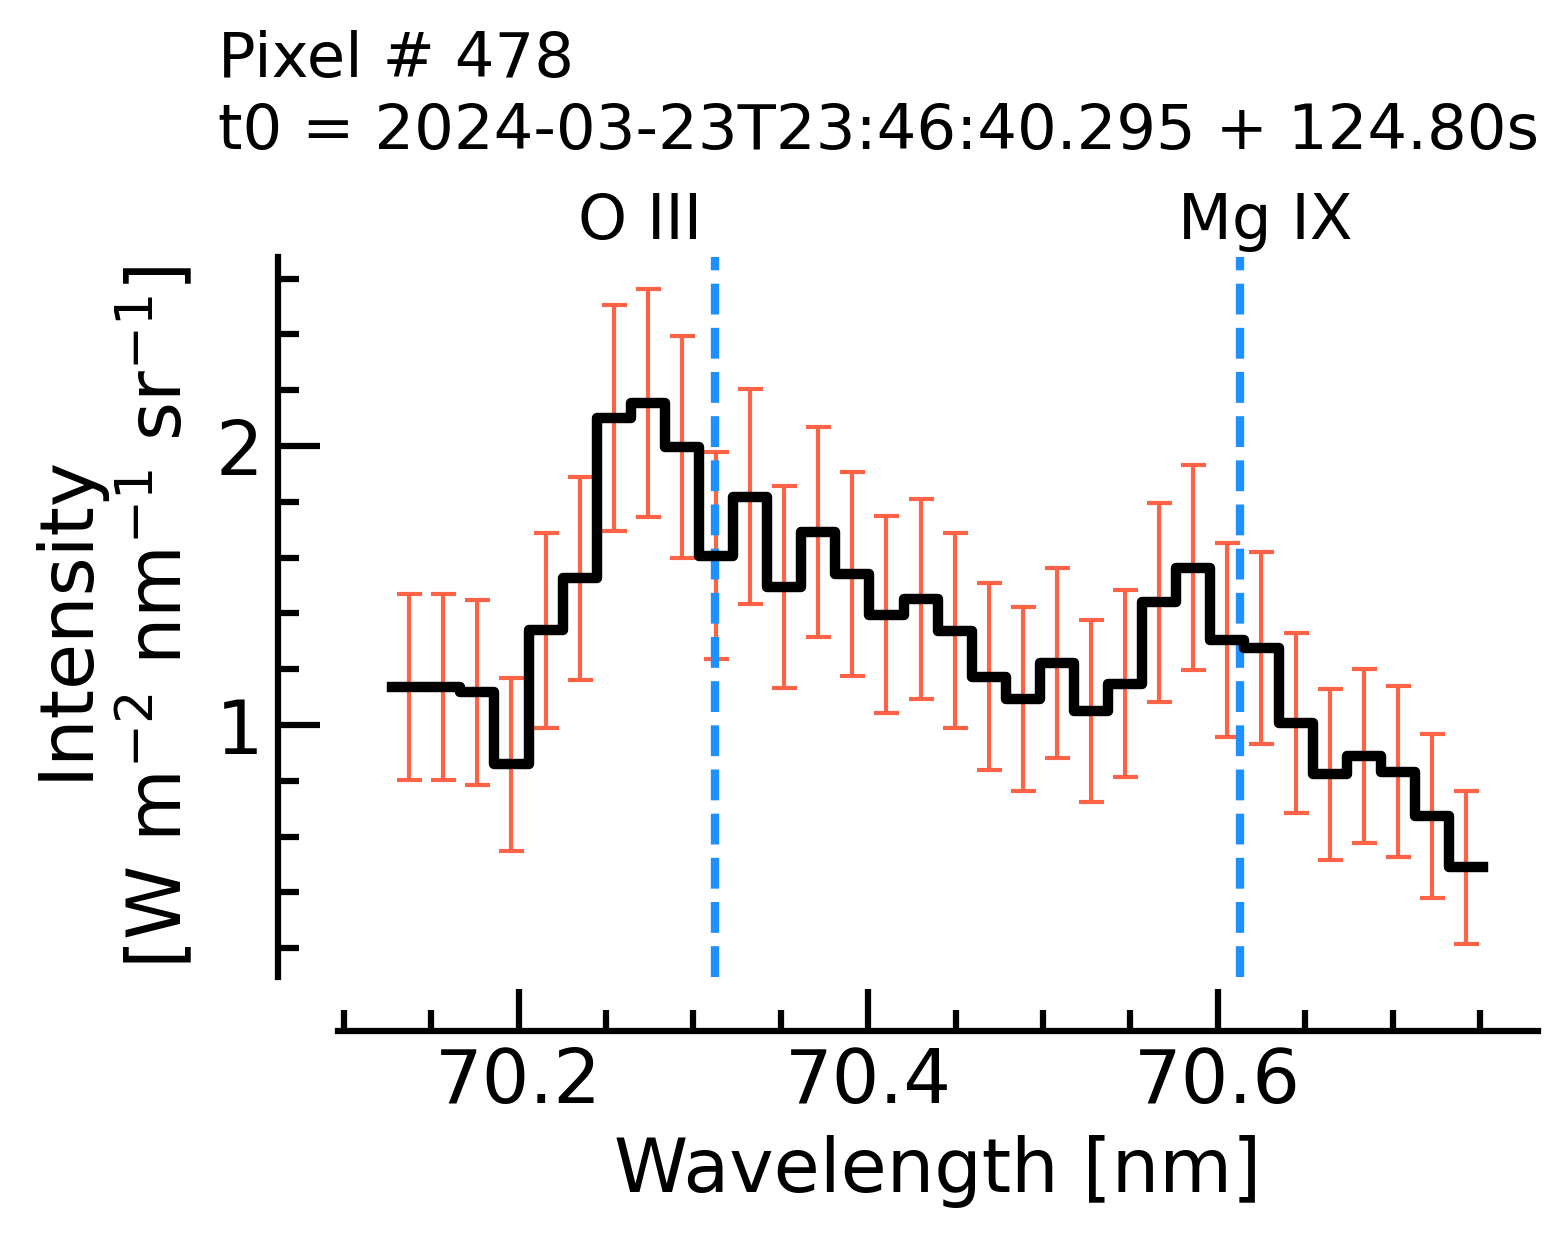 Pixel # 478
t0 = 2024-03-23T23:46:40.295 + 124.80s
O III Mg IX
Intensity
[W m⁻² nm⁻¹ sr⁻¹]
2
1
70.2 70.4 70.6
Wavelength [nm]